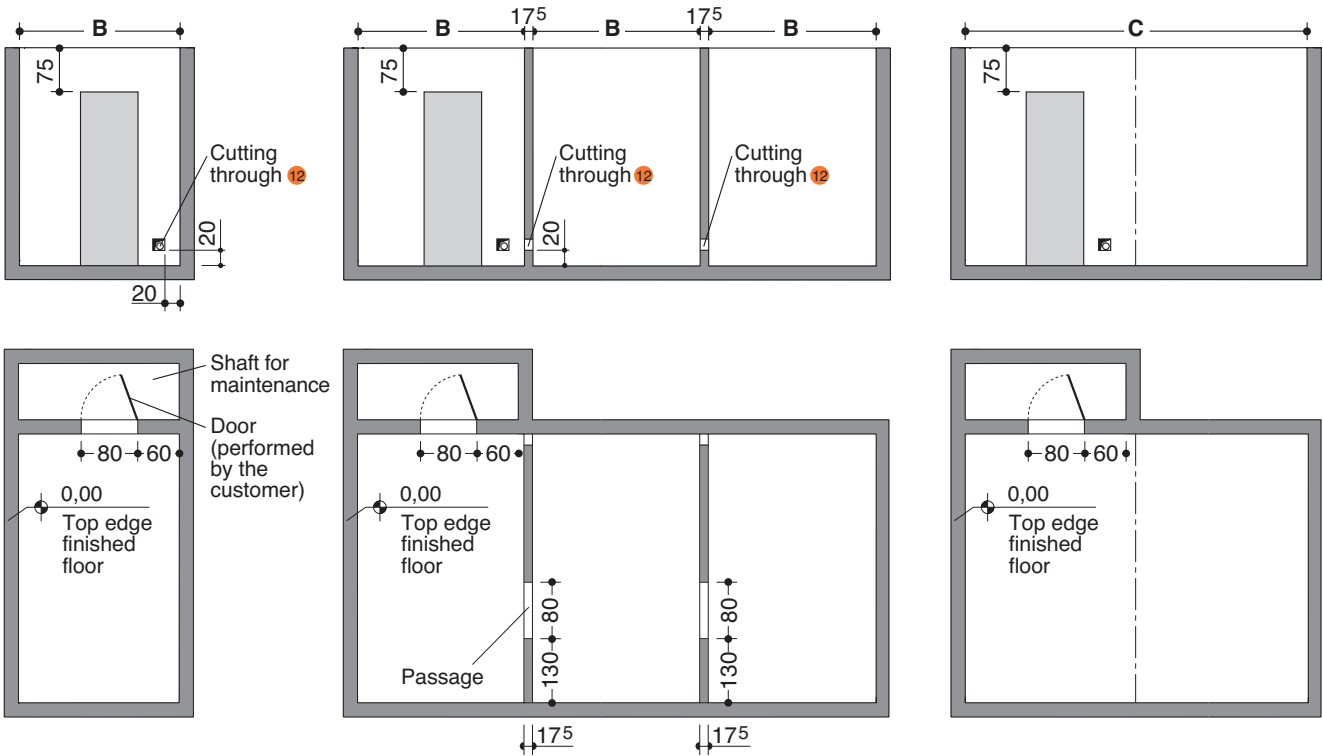 B
B
17⁵
B
17⁵
B
C
75
75
75
Cutting
through 12
Cutting
through 12
Cutting
through 12
20
20
20
Shaft for
maintenance
Door
(performed
by the
customer)
80
60
80
60
80
60
0,00
Top edge
finished
floor
0,00
Top edge
finished
floor
0,00
Top edge
finished
floor
80
80
Passage
130
130
17⁵
17⁵